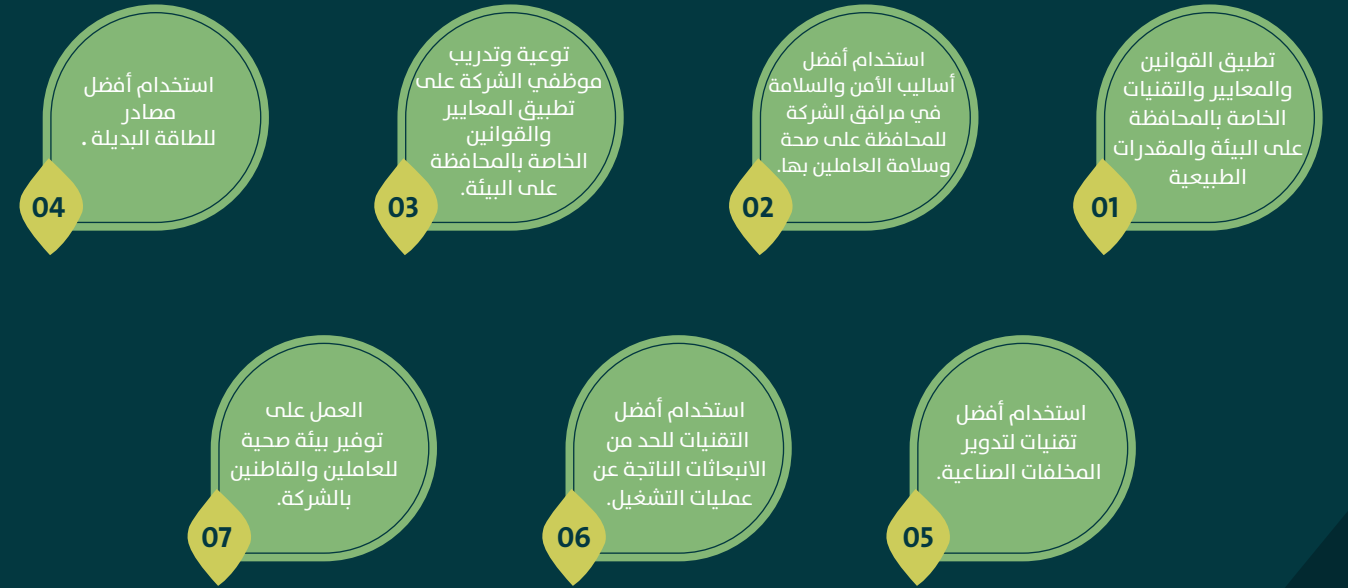 تطبيق القوانين
والمعايير والتقنيات
الخاصة بالمحافظة
على البيئة والمقدرات
الطبيعية
01
استخدام أفضل
أساليب الأمن والسلامة
في مرافق الشركة
للمحافظة على صحة
وسلامة العاملين بها.
02
توعية وتدريب
موظفي الشركة على
تطبيق المعايير
والقوانين
الخاصة بالمحافظة
على البيئة.
03
استخدام أفضل
مصادر
للطاقة البديلة .
04
استخدام أفضل
تقنيات لتدوير
المخلفات الصناعية.
05
استخدام أفضل
التقنيات للحد من
الانبعاثات الناتجة عن
عمليات التشغيل.
06
العمل على
توفير بيئة صحية
للعاملين والقاطنين
بالشركة.
07